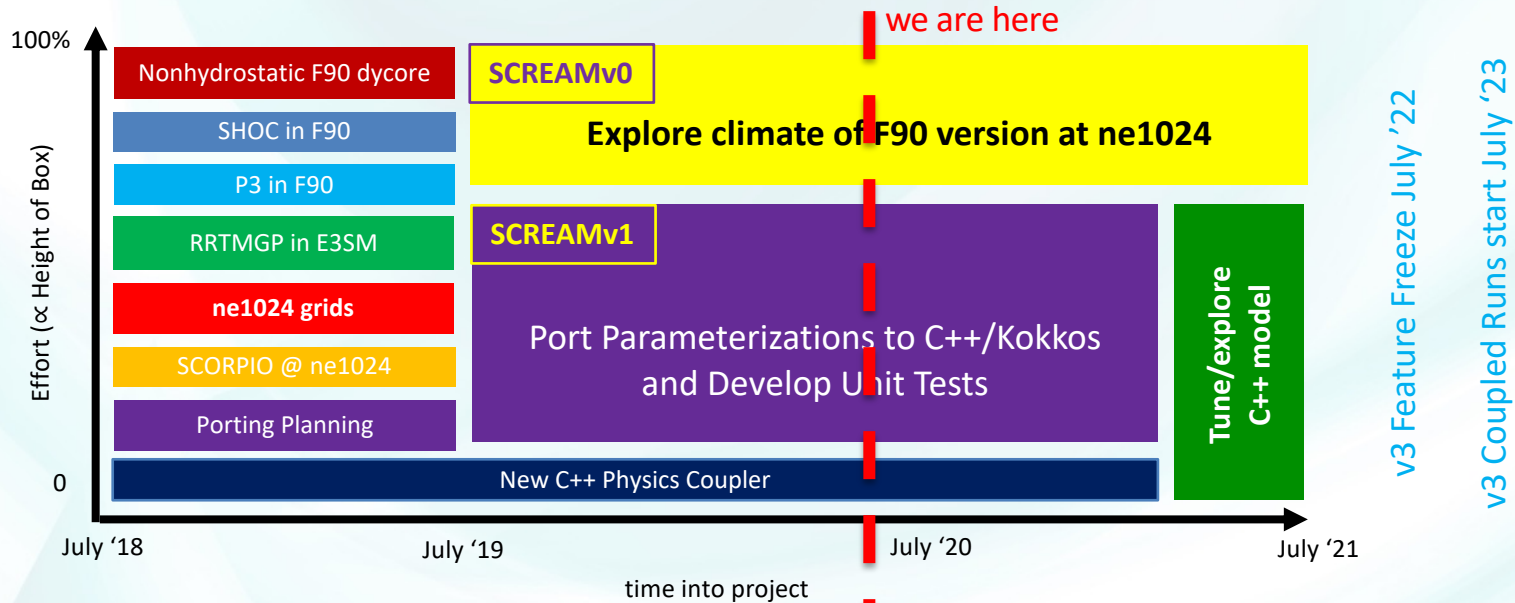 we are here
100%
Nonhydrostatic F90 dycore
SHOC in F90
P3 in F90
RRTMGP in E3SM
ne1024 grids
SCORPIO @ ne1024
Porting Planning
New C++ Physics Coupler
SCREAMv0
Explore climate of F90 version at ne1024
SCREAMv1
Port Parameterizations to C++/Kokkos
and Develop Unit Tests
Tune/explore
C++ model
v3 Feature Freeze July '22
v3 Coupled Runs start July '23
Effort (∝ Height of Box)
0
July ‘18
July ‘19
July ‘20
July ‘21
time into project